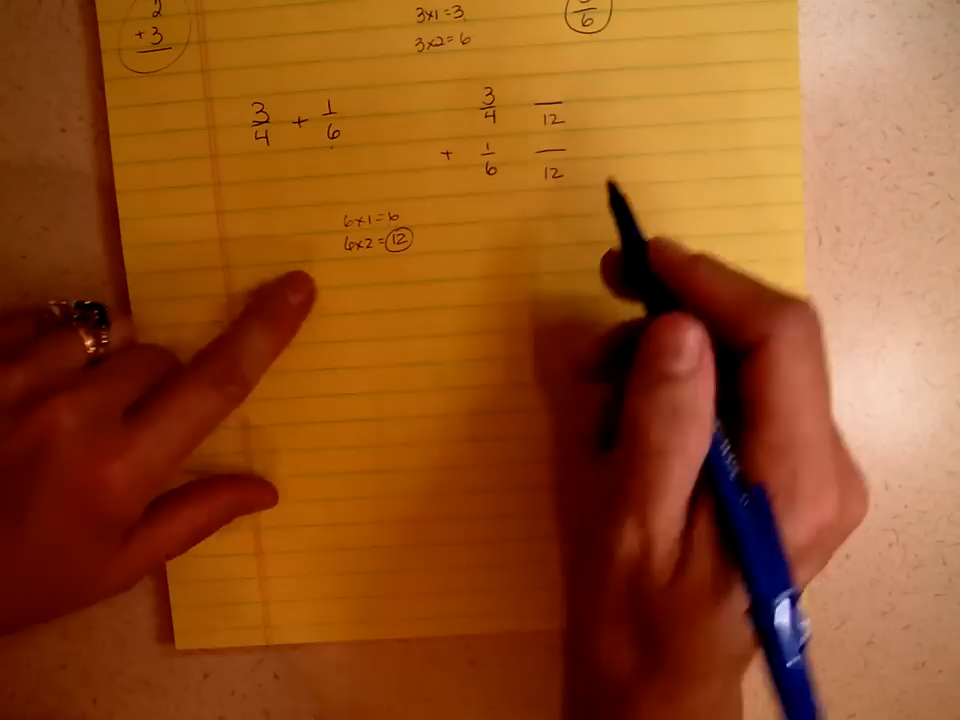 2
+3
3x1=3
3x2=6
6
3/4 + 1/6
3/4 _/12
+ 1/6 _/12
6x1=6
6x2=12